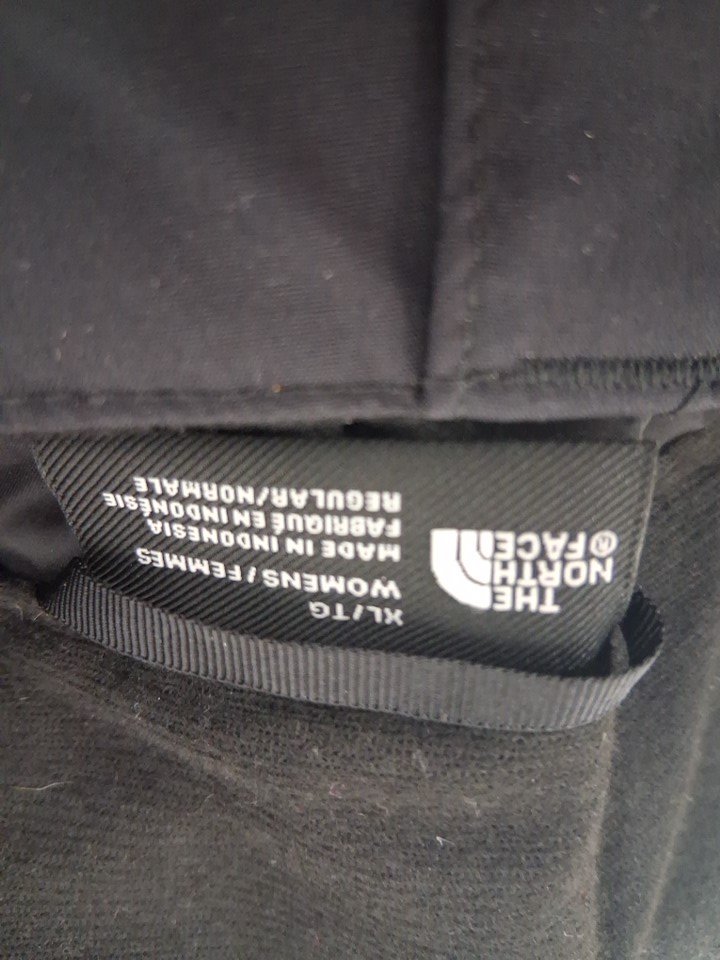 THE
NORTH
FACE®
XL/TG
WOMENS / FEMMES
MADE IN INDONESIA
FABRIQUÉ EN INDONÉSIE
REGULAR/NORMALE